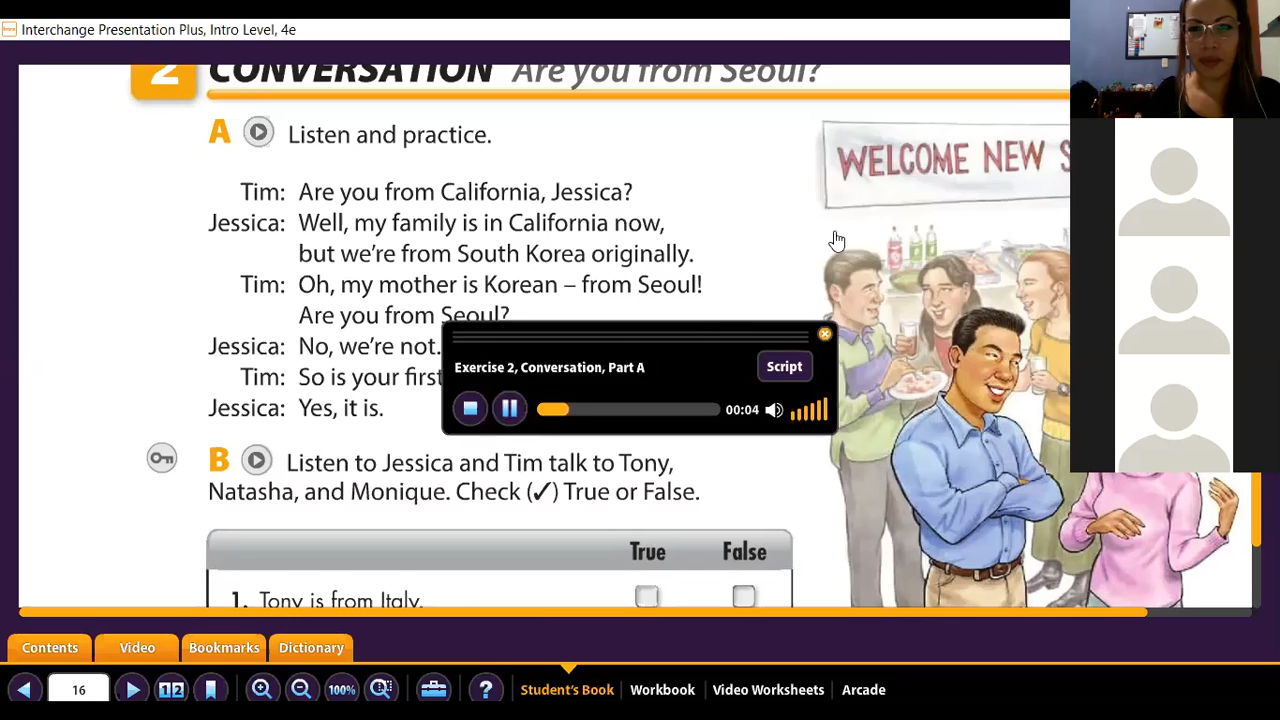 Interchange Presentation Plus, Intro Level, 4e
2 CONVERSATION Are you from Seoul?
A Listen and practice.
WELCOME NEW S
Tim: Are you from California, Jessica?
Jessica: Well, my family is in California now,
but we're from South Korea originally.
Tim: Oh, my mother is Korean – from Seoul!
Are you from Seoul?
Jessica: No, we're not.
Tim: So is your first
Jessica: Yes, it is.
Exercise 2, Conversation, Part A
Script
00:04
B Listen to Jessica and Tim talk to Tony,
Natasha, and Monique. Check (✓) True or False.
True False
1. Tony is from Italy.
Contents Video Bookmarks Dictionary
16 12 100% ? Student's Book Workbook Video Worksheets Arcade